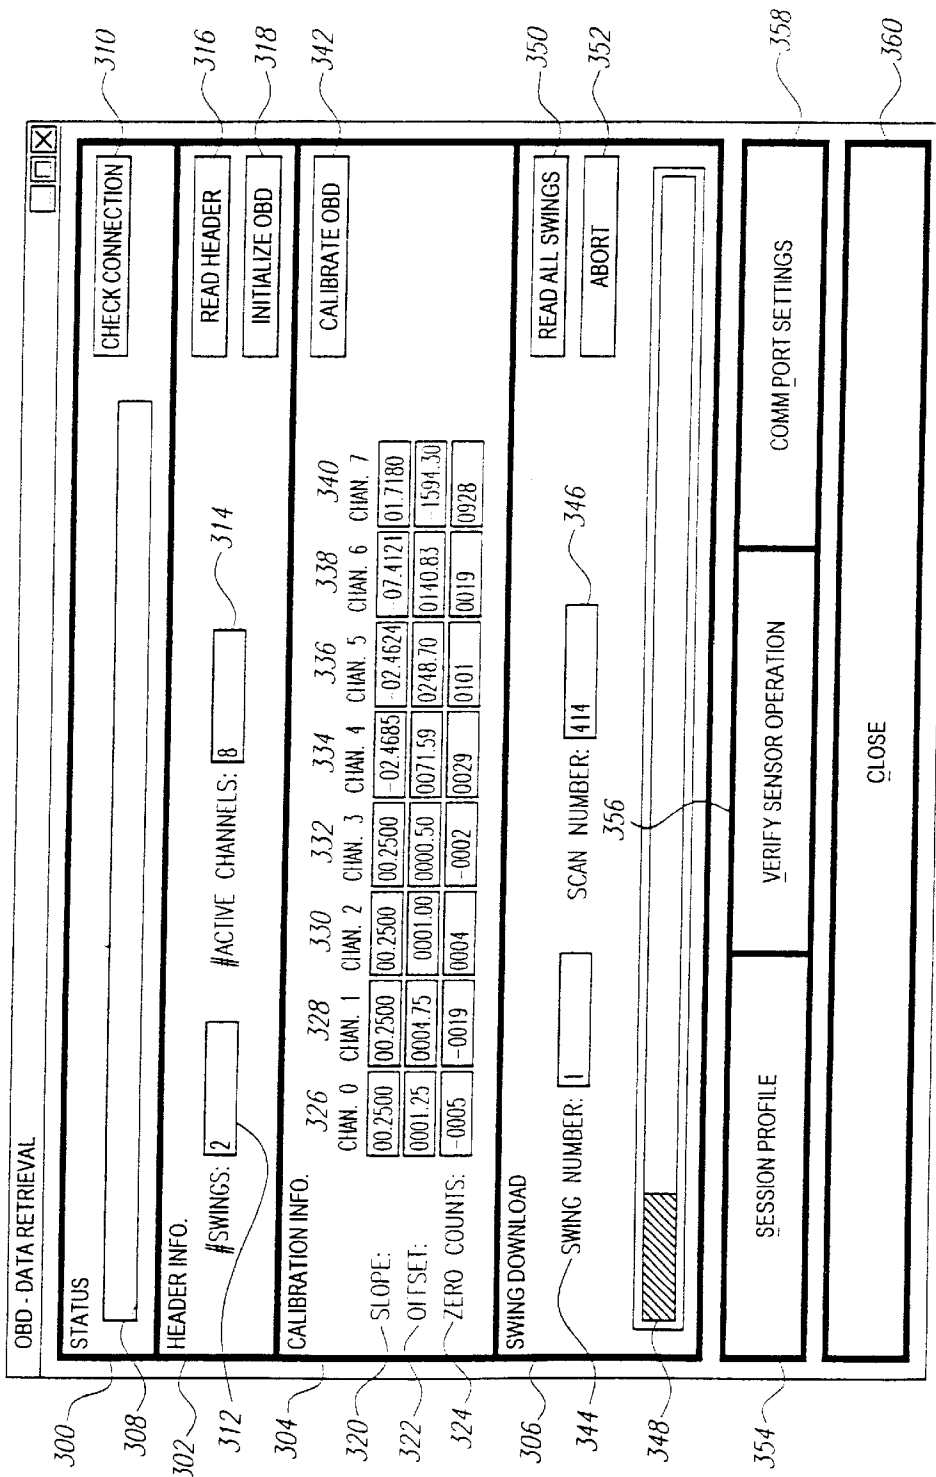 OBD - DATA RETRIEVAL
300
STATUS
308
CHECK CONNECTION
310
302
HEADER INFO.
312
#SWINGS: 2
#ACTIVE CHANNELS: 8
314
READ HEADER
316
INITIALIZE OBD
318
304
CALIBRATION INFO.
326 328 330 332 334 336 338 340
CHAN. 0 CHAN. 1 CHAN. 2 CHAN. 3 CHAN. 4 CHAN. 5 CHAN. 6 CHAN. 7
CALIBRATE OBD
342
320
SLOPE: 00.2500 00.2500 00.2500 00.2500 -02.4685 -02.4624 -07.4121 01.7180
322
OFFSET: 0001.25 0004.75 0001.00 0000.50 0071.59 0248.70 0140.83 -1594.30
324
ZERO COUNTS: -0005 -0019 0004 -0002 0029 0101 0019 0928
306
SWING DOWNLOAD
344
SWING NUMBER: 1
SCAN NUMBER: 414
346
READ ALL SWINGS
350
ABORT
352
348
356
354
SESSION PROFILE
VERIFY SENSOR OPERATION
COMM PORT SETTINGS
358
CLOSE
360